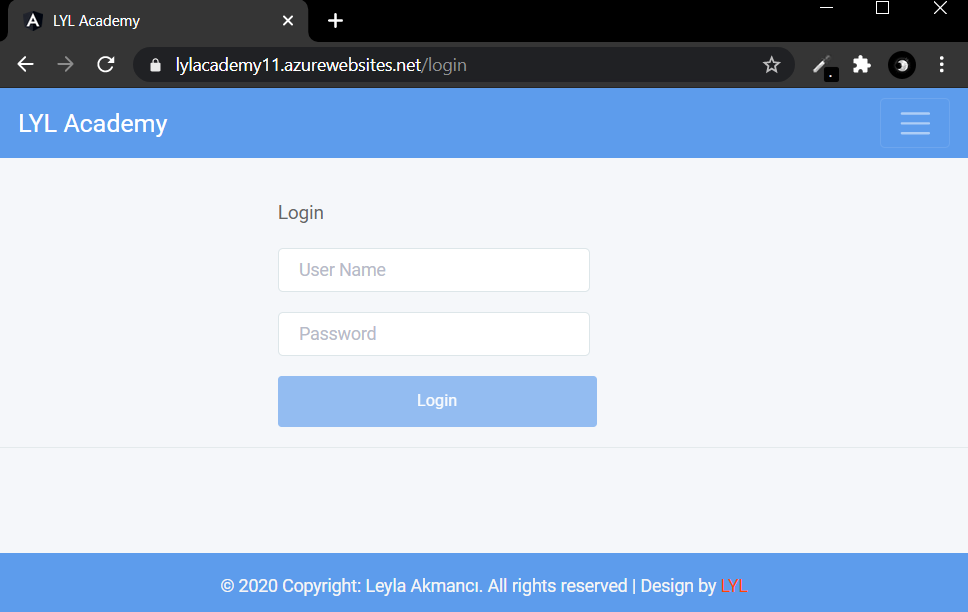 LYL Academy
lylacademy11.azurewebsites.net/login
LYL Academy
Login
User Name
Password
Login
© 2020 Copyright: Leyla Akmancı. All rights reserved | Design by LYL